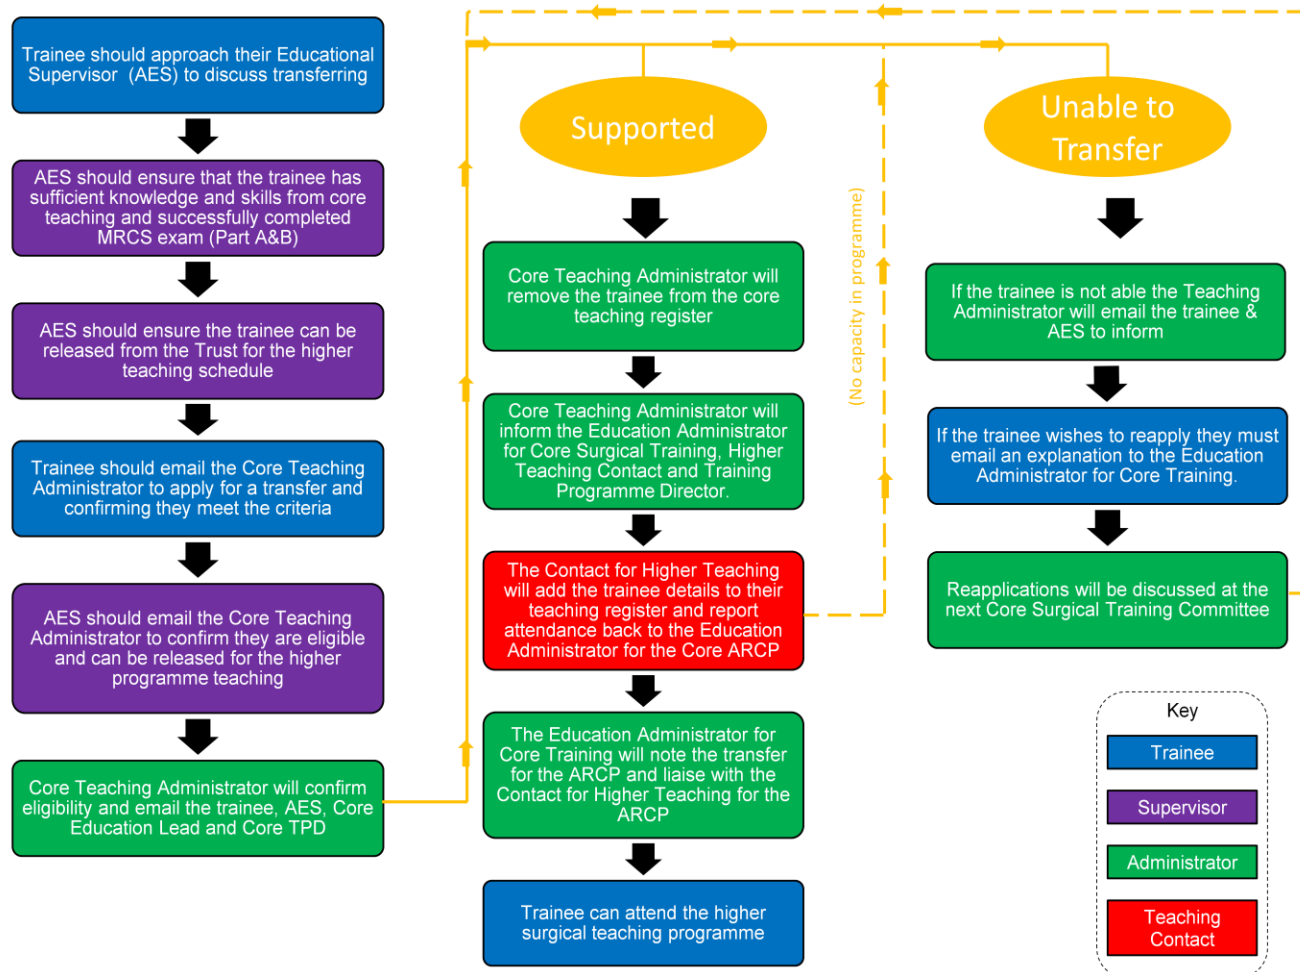 Trainee should approach their Educational
Supervisor (AES) to discuss transferring
AES should ensure that the trainee has
sufficient knowledge and skills from core
teaching and successfully completed
MRCS exam (Part A&B)
AES should ensure the trainee can be
released from the Trust for the higher
teaching schedule
Trainee should email the Core Teaching
Administrator to apply for a transfer and
confirming they meet the criteria
AES should email the Core Teaching
Administrator to confirm they are eligible
and can be released for the higher
programme teaching
Core Teaching Administrator will confirm
eligibility and email the trainee, AES, Core
Education Lead and Core TPD
Supported
Core Teaching Administrator will
remove the trainee from the core
teaching register
Core Teaching Administrator will
inform the Education Administrator
for Core Surgical Training, Higher
Teaching Contact and Training
Programme Director.
The Contact for Higher Teaching
will add the trainee details to their
teaching register and report
attendance back to the Education
Administrator for the Core ARCP
The Education Administrator for
Core Training will note the transfer
for the ARCP and liaise with the
Contact for Higher Teaching for the
ARCP
Trainee can attend the higher
surgical teaching programme
(No capacity in programme)
Unable to
Transfer
If the trainee is not able the Teaching
Administrator will email the trainee &
AES to inform
If the trainee wishes to reapply they must
email an explanation to the Education
Administrator for Core Training.
Reapplications will be discussed at the
next Core Surgical Training Committee
Key
Trainee
Supervisor
Administrator
Teaching
Contact